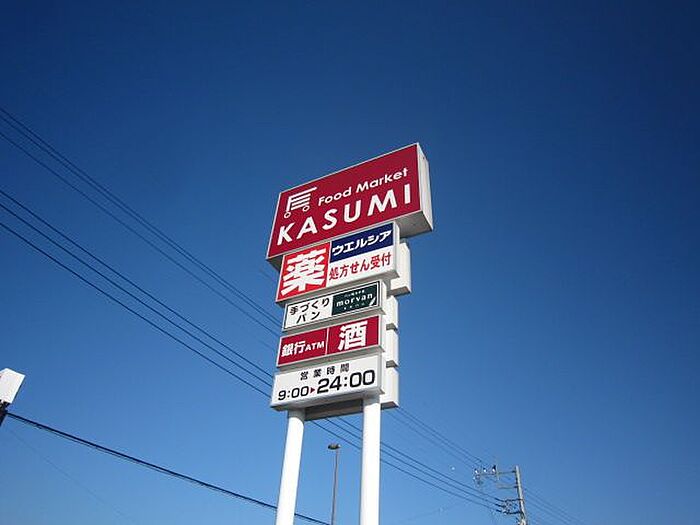 Food Market
KASUMI
薬
ウエルシア
処方せん受付
手づくり
パン
morvan
銀行ATM
酒
営業時間
9:00▶24:00